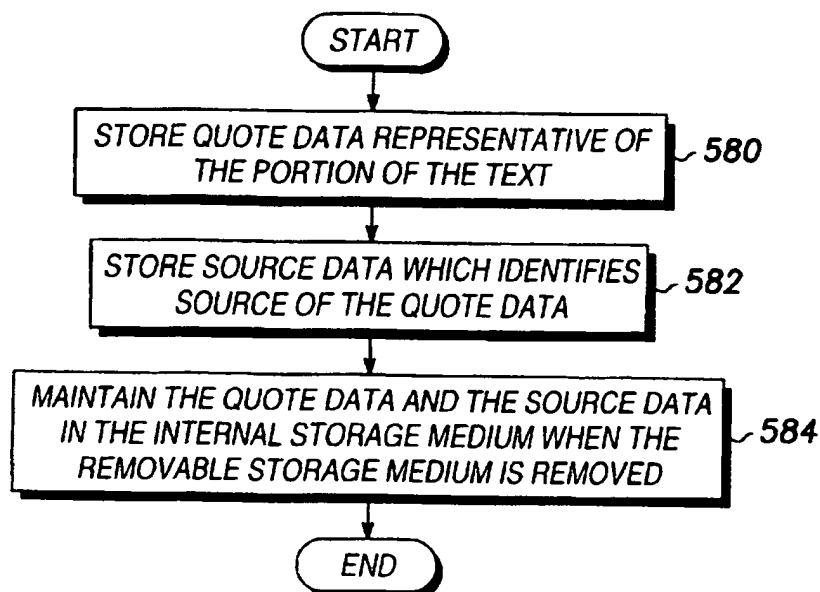 START
STORE QUOTE DATA REPRESENTATIVE OF
THE PORTION OF THE TEXT
580
STORE SOURCE DATA WHICH IDENTIFIES
SOURCE OF THE QUOTE DATA
582
MAINTAIN THE QUOTE DATA AND THE SOURCE DATA
IN THE INTERNAL STORAGE MEDIUM WHEN THE
REMOVABLE STORAGE MEDIUM IS REMOVED
584
END